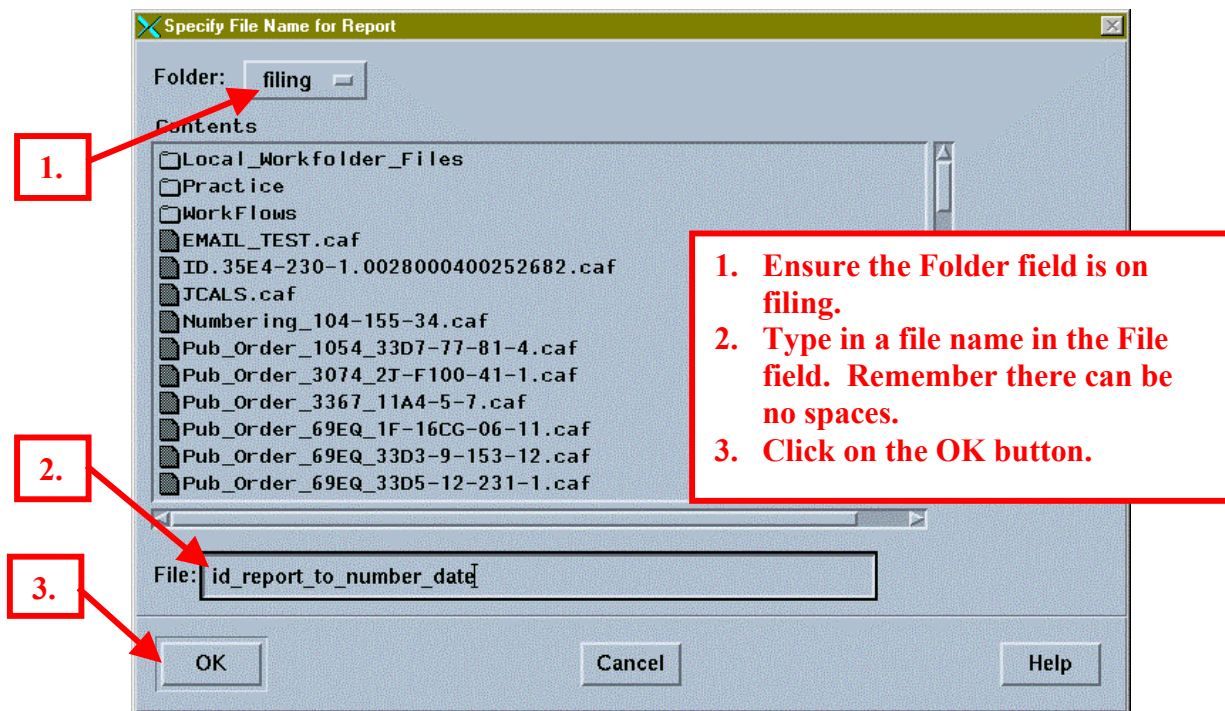 Specify File Name for Report
Folder: filing
Contents
1.
Local_Workfolder_Files
Practice
WorkFlows
EMAIL_TEST.caf
ID.35E4-230-1.0028000400252682.caf
JCALS.caf
Numbering_104-155-34.caf
Pub_Order_1054_33D7-77-81-4.caf
Pub_Order_3074_2J-F100-41-1.caf
Pub_Order_3367_11A4-5-7.caf
Pub_Order_69EQ_1F-16CG-06-11.caf
Pub_Order_69EQ_33D3-9-153-12.caf
Pub_Order_69EQ_33D5-12-231-1.caf
1. Ensure the Folder field is on
filing.
2. Type in a file name in the File
field. Remember there can be
no spaces.
3. Click on the OK button.
2.
File: id_report_to_number_date
3.
OK Cancel Help